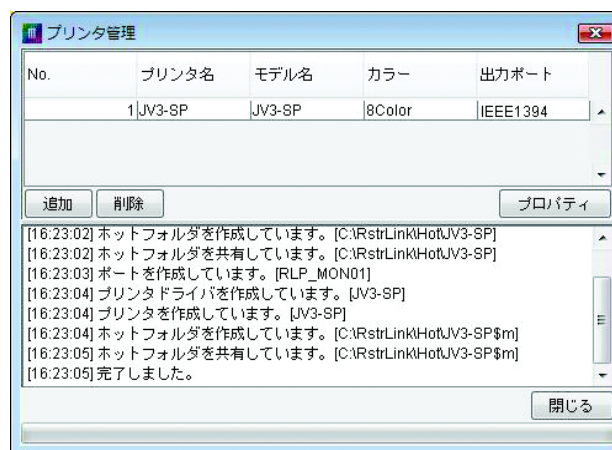 プリンタ管理
No. プリンタ名 モデル名 カラー 出力ポート
1 JV3-SP JV3-SP 8Color IEEE1394
追加 削除 プロパティ
[16:23:02] ホットフォルダを作成しています。[C:\RstrLink\Hot\JV3-SP]
[16:23:02] ホットフォルダを共有しています。[C:\RstrLink\Hot\JV3-SP]
[16:23:03] ポートを作成しています。[RLP_MON01]
[16:23:04] プリンタドライバを作成しています。[JV3-SP]
[16:23:04] プリンタを作成しています。[JV3-SP]
[16:23:04] ホットフォルダを作成しています。[C:\RstrLink\Hot\JV3-SP$m]
[16:23:05] ホットフォルダを共有しています。[C:\RstrLink\Hot\JV3-SP$m]
[16:23:05] 完了しました。
閉じる